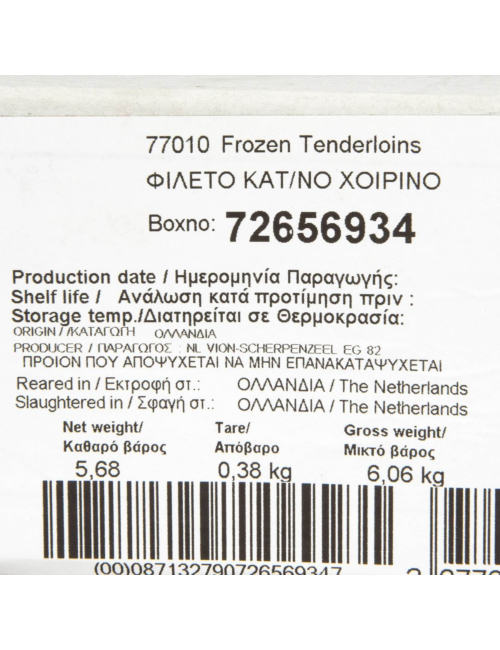 77010 Frozen Tenderloins
ΦΙΛΕΤΟ ΚΑΤ/ΝΟ ΧΟΙΡΙΝΟ
Boxno: 72656934
Production date / Ημερομηνία Παραγωγής:
Shelf life / Ανάλωση κατά προτίμηση πριν :
Storage temp./Διατηρείται σε Θερμοκρασία:
ORIGIN / /ΚΑΤΑΓΩΓΗ ΟΛΛΑΝΔΙΑ
PRODUCER / ΠΑΡΑΓΩΓΟΣ : NL VION-SCHERPENZEEL EG 82
ΠΡΟΙΟΝ ΠΟΥ ΑΠΟΨΥΧΕΤΑΙ ΝΑ ΜΗΝ ΕΠΑΝΑΚΑΤΑΨΥΧΕΤΑΙ
Reared in / Εκτροφή στ.: ΟΛΛΑΝΔΙΑ / The Netherlands
Slaughtered in / Σφαγή στ.: ΟΛΛΑΝΔΙΑ / The Netherlands
Net weight/ Tare/ Gross weight/
Καθαρό βάρος Απόβαρο Μικτό βάρος
5,68 0,38 kg 6,06 kg
(00)087132790726569347